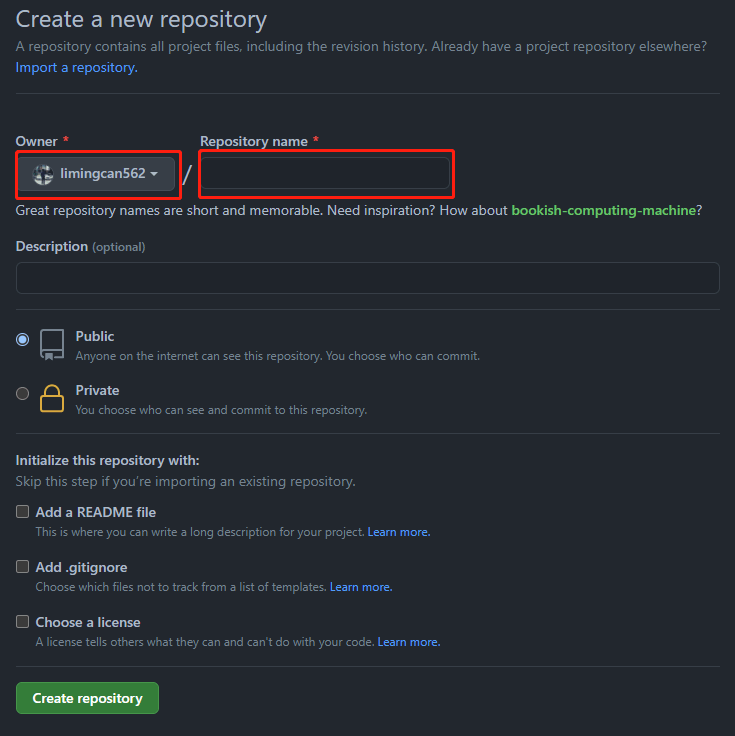 Create a new repository
A repository contains all project files, including the revision history. Already have a project repository elsewhere?
Import a repository.
Owner * Repository name *
limingcan562 /
Great repository names are short and memorable. Need inspiration? How about bookish-computing-machine?
Description (optional)
Public
Anyone on the internet can see this repository. You choose who can commit.
Private
You choose who can see and commit to this repository.
Initialize this repository with:
Skip this step if you're importing an existing repository.
Add a README file
This is where you can write a long description for your project. Learn more.
Add .gitignore
Choose which files not to track from a list of templates. Learn more.
Choose a license
A license tells others what they can and can't do with your code. Learn more.
Create repository